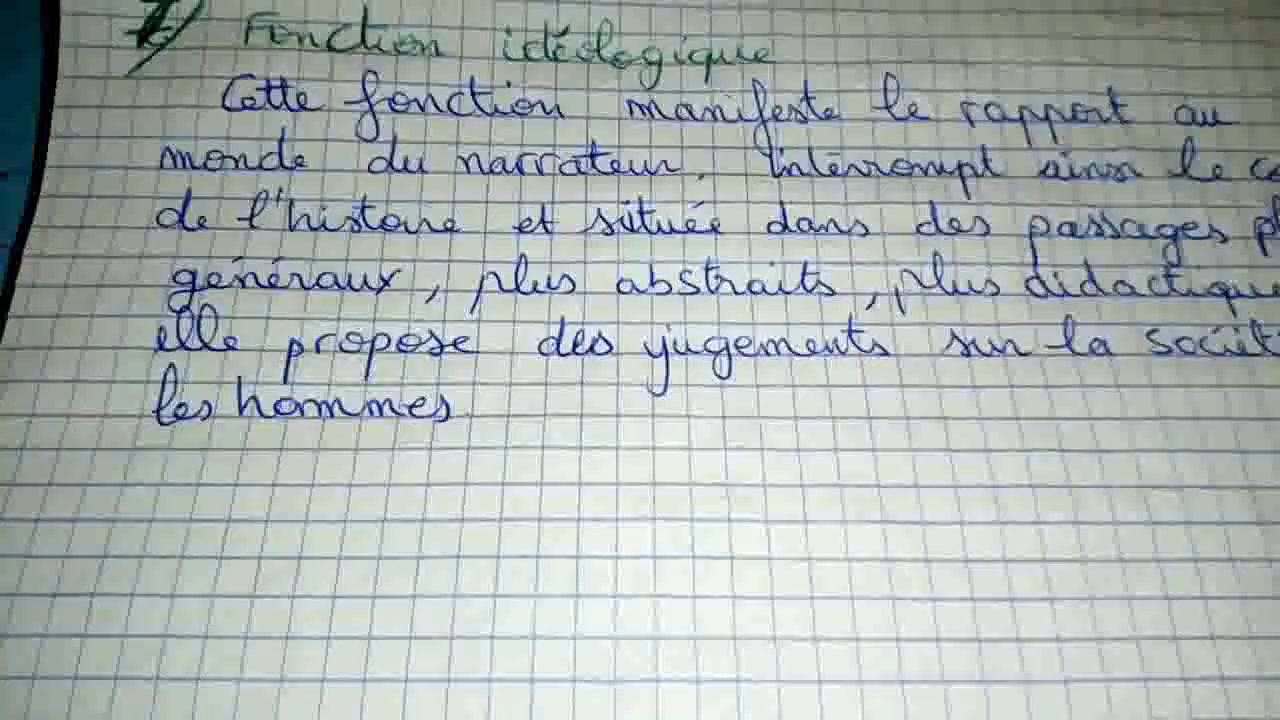 Fonction idéologique
Cette fonction manifeste le rapport au
monde du narrateur. Interrompt ainsi le
de l'histoire et située dans des passages
généraux, plus abstraits, plus didactique
elle propose des jugements sur la sociét
les hommes